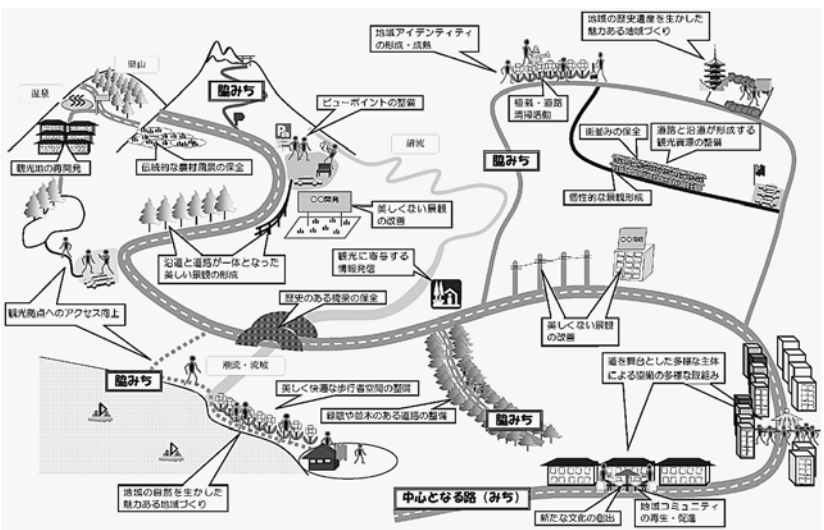 地域アイデンティティ
の形成・成熟
地域の歴史遺産を生かした
魅力ある地域づくり
里山
温泉
脇みち
ビューポイントの整備
植栽・道路
清掃活動
清流
街並みの保全
道路と沿道が形成する
観光資源の整備
脇みち
観光地の再開発
伝統的な農村風景の保全
個性的な景観形成
〇〇開発
美しくない景観
の改善
沿道と道路が一体となった
美しい景観の形成
観光に寄与する
情報発信
歴史のある橋梁の保全
観光拠点へのアクセス向上
美しくない景観
の改善
潮流・流域
道を舞台とした多様な主体
による協働の多様な取組み
脇みち
美しく快適な歩行者空間の整備
緑陰や並木のある道路の整備
脇みち
地域の自然を生かした
魅力ある地域づくり
中心となる路（みち）
新たな文化の創出
地域コミュニティ
の再生・促進